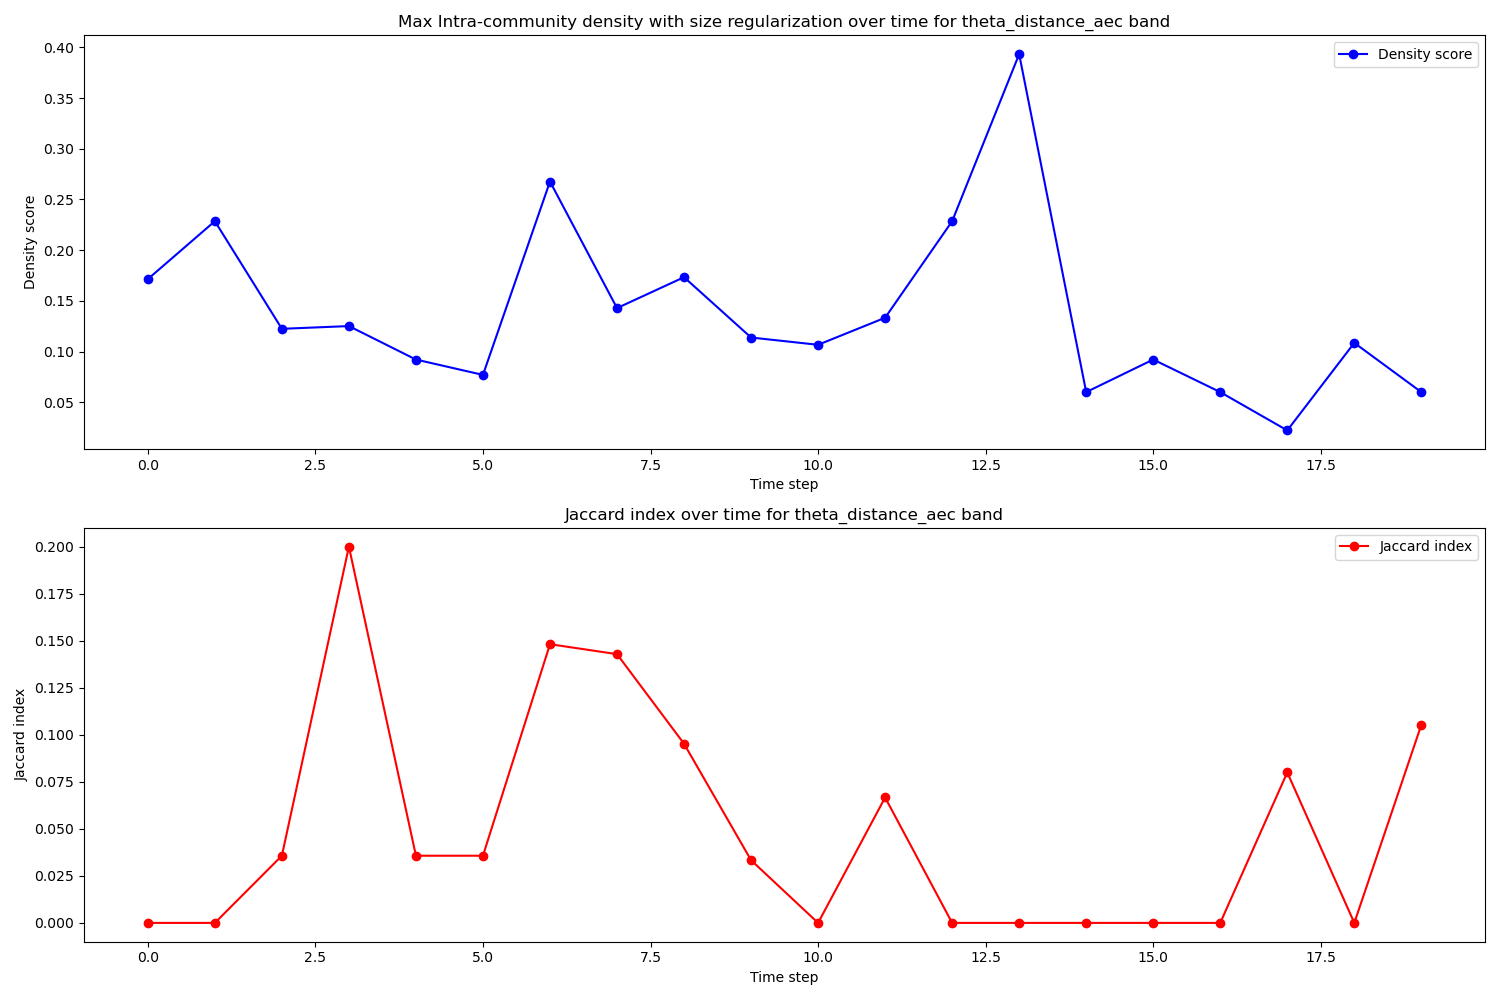 Max Intra-community density with size regularization over time for theta_distance_aec band
Density score
0.40
0.35
0.30
0.25
0.20
0.15
0.10
0.05
Density score
0.0 2.5 5.0 7.5 10.0 12.5 15.0 17.5
Time step
Jaccard index over time for theta_distance_aec band
Jaccard index
0.200
0.175
0.150
0.125
0.100
0.075
0.050
0.025
0.000
Jaccard index
0.0 2.5 5.0 7.5 10.0 12.5 15.0 17.5
Time step